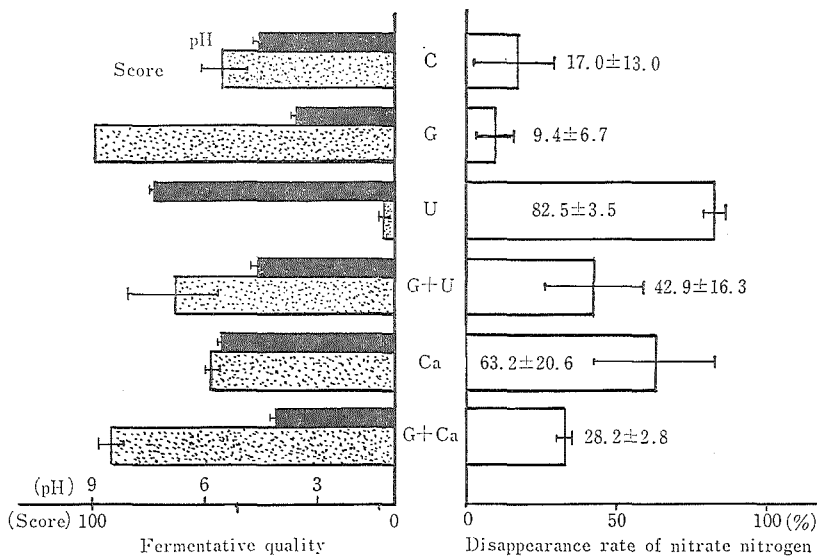 pH
Score
C
17.0±13.0
G
9.4±6.7
U
82.5±3.5
G+U
42.9±16.3
Ca
63.2±20.6
G+Ca
28.2±2.8
(pH) 9 6 3
(Score) 100 0 0 50 100 (%)
Fermentative quality Disappearance rate of nitrate nitrogen